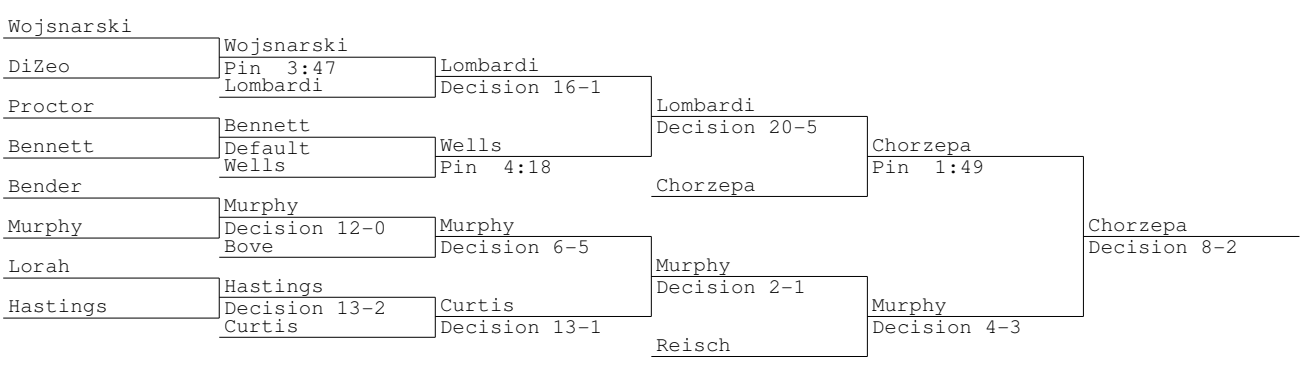 Wojsnarski
Wojsnarski
DiZeo
Pin 3:47
Lombardi
Lombardi
Decision 16-1
Proctor
Lombardi
Bennett
Decision 20-5
Bennett
Default
Wells
Chorzepa
Wells
Pin 4:18
Pin 1:49
Bender
Chorzepa
Murphy
Murphy
Decision 12-0
Murphy
Chorzepa
Bove
Decision 6-5
Decision 8-2
Lorah
Murphy
Hastings
Decision 2-1
Hastings
Decision 13-2
Curtis
Murphy
Curtis
Decision 13-1
Decision 4-3
Reisch